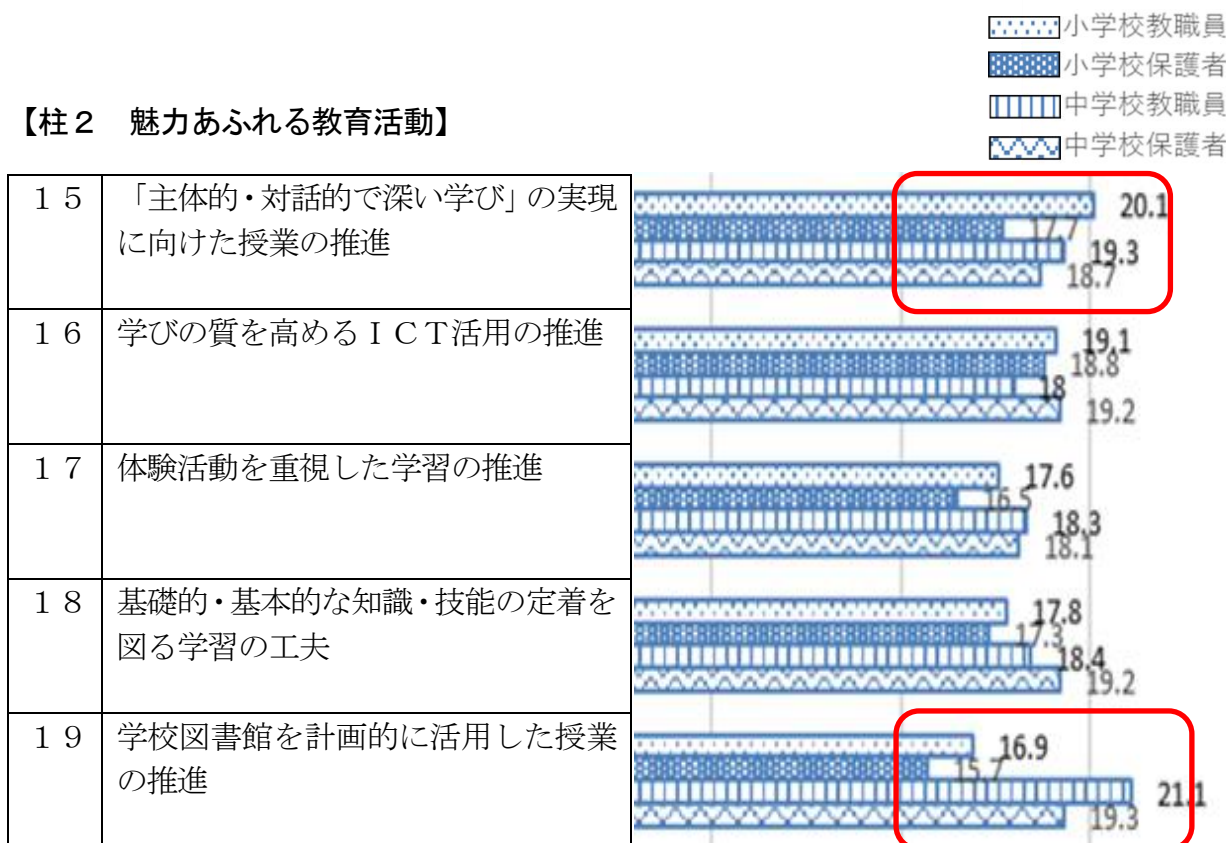 小学校教職員
小学校保護者
中学校教職員
中学校保護者
【柱２　魅力あふれる教育活動】
１５ 「主体的・対話的で深い学び」の実現
に向けた授業の推進
20.1
17.7
19.3
18.7
１６ 学びの質を高めるＩＣＴ活用の推進
19.1
18.8
18
19.2
１７ 体験活動を重視した学習の推進
17.6
16.5
18.3
18.1
１８ 基礎的・基本的な知識・技能の定着を
図る学習の工夫
17.8
17.3
18.4
19.2
１９ 学校図書館を計画的に活用した授業
の推進
16.9
15.7
21.1
19.3